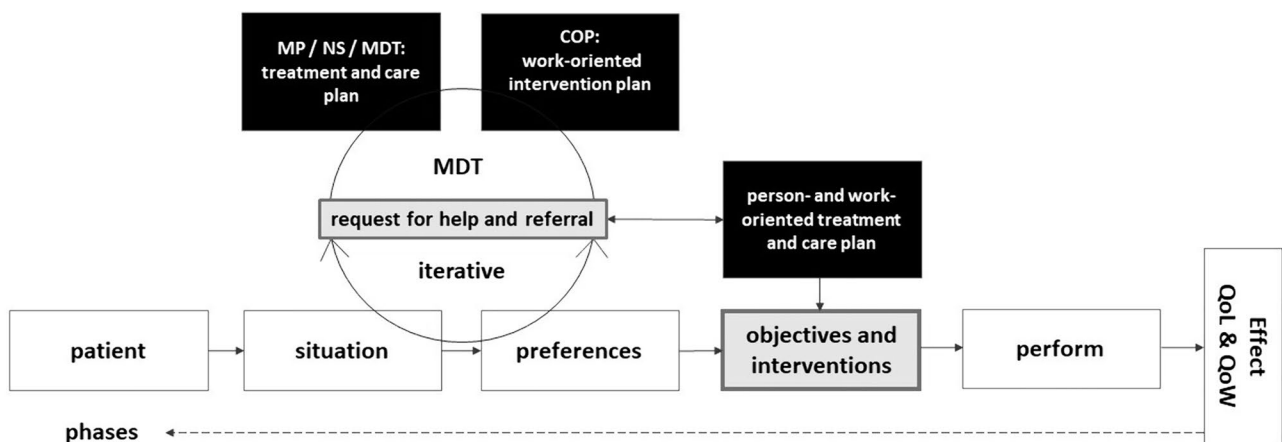 MP / NS / MDT:
treatment and care
plan
COP:
work-oriented
intervention plan
MDT
request for help and referral
person- and work-
oriented treatment
and care plan
iterative
patient
situation
preferences
objectives and
interventions
perform
Effect
QoL & QoW
phases